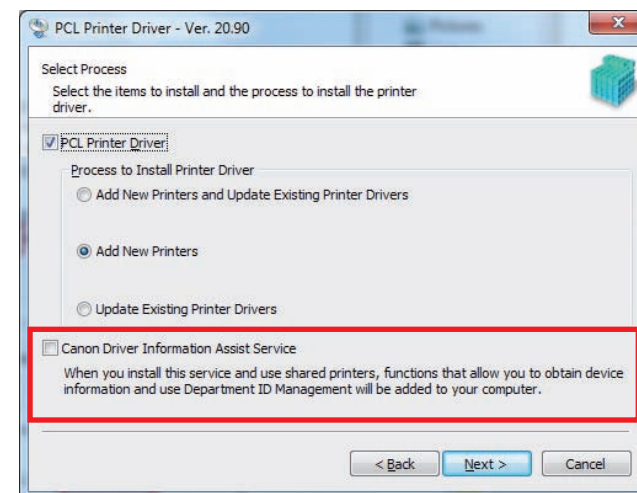 PCL Printer Driver - Ver. 20.90
Select Process
Select the items to install and the process to install the printer
driver.
PCL Printer Driver
Process to Install Printer Driver
Add New Printers and Update Existing Printer Drivers
Add New Printers
Update Existing Printer Drivers
Canon Driver Information Assist Service
When you install this service and use shared printers, functions that allow you to obtain device
information and use Department ID Management will be added to your computer.
< Back Next > Cancel